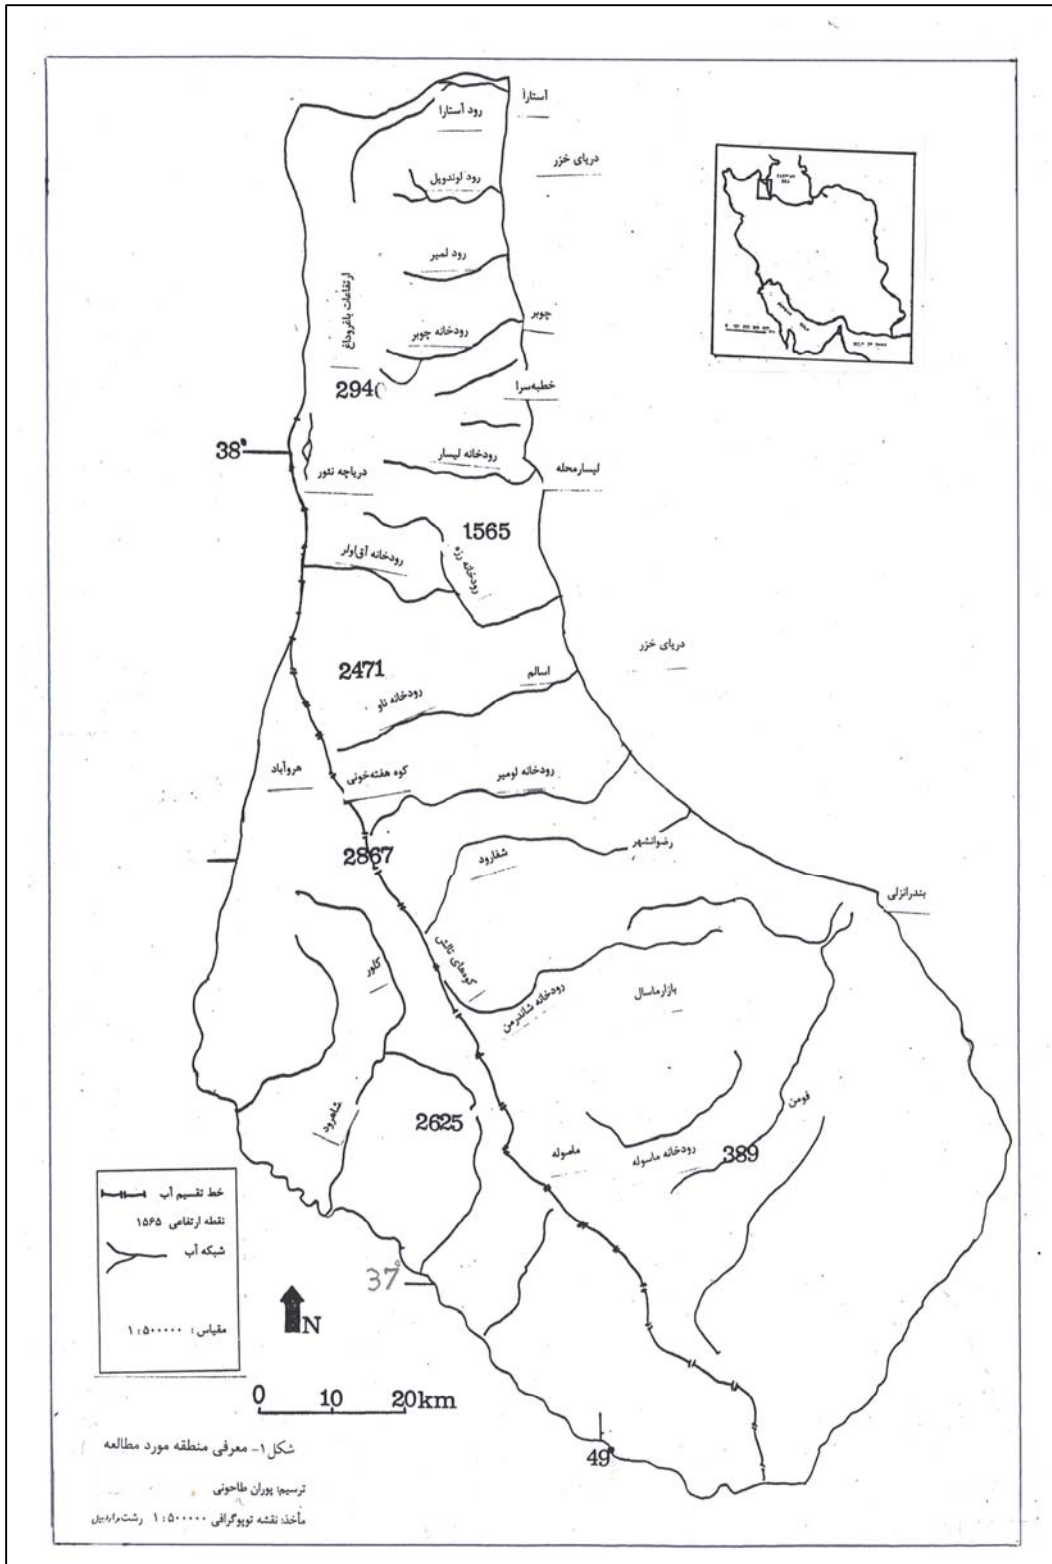 آستارا
رود آستارا
دریای خزر
رود لوندویل
رود لمیر
ارتفاعات باغروداغ
چوبر
رودخانه چوبر
خطبه‌سرا
294
38°
رودخانه لیسار
لیسارمحله
دریاچه نئور
1565
رودخانه آق‌اولر
رودخانه رزه
دریای خزر
2471
اسالم
رودخانه ناو
هروآباد
کوه هفته‌خونی
رودخانه لومیر
2867
شفارود
رضوانشهر
بندرانزلی
کوه‌های تالش
کلور
رودخانه شاندرمن
بازارماسال
شاهرود
2625
فومن
ماسوله
رودخانه ماسوله
389
خط تقسیم آب
نقطه ارتفاعی ۱۵۶۵
شبکه آب
مقیاس: ۱:۵۰۰۰۰۰
37°
N
0 10 20km
49
شکل ۱- معرفی منطقه مورد مطالعه
ترسیم: پوران طاحونی
مأخذ: نقشه توپوگرافی ۱:۵۰۰۰۰۰ رشت واردبیل